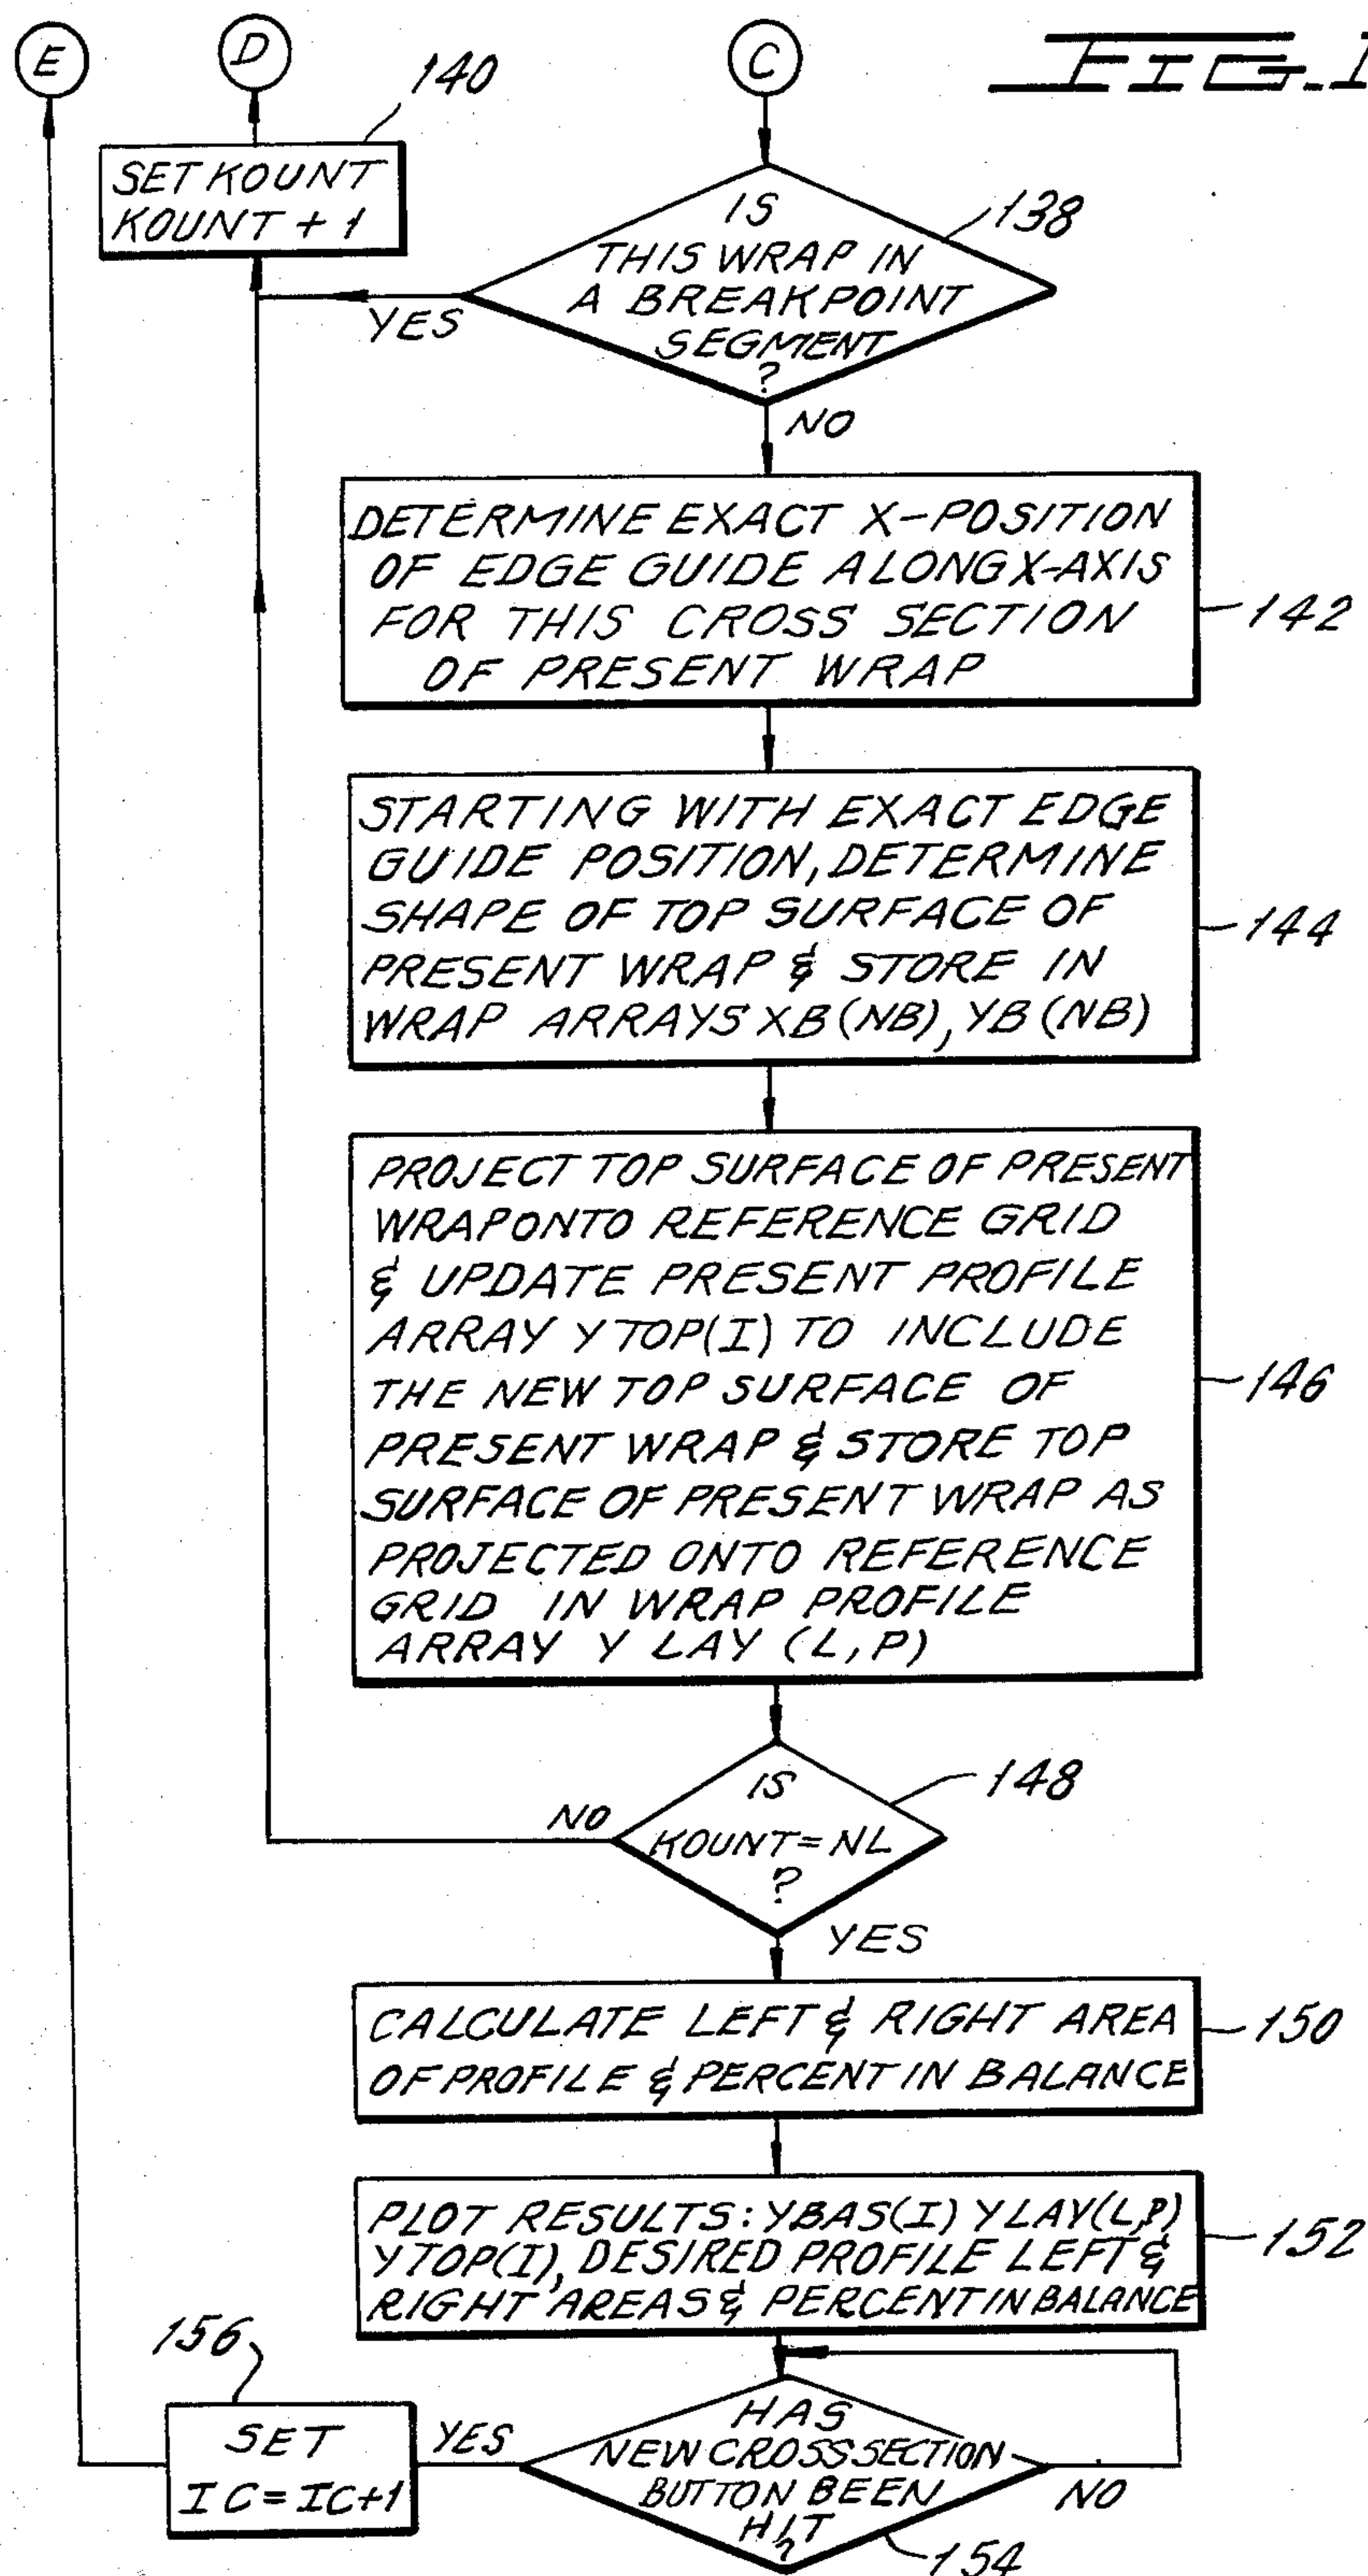 E
D
C
FIG.1
140
SET KOUNT
KOUNT + 1
IS
THIS WRAP IN
A BREAKPOINT
SEGMENT
?
138
YES
NO
DETERMINE EXACT X-POSITION
OF EDGE GUIDE ALONG X-AXIS
FOR THIS CROSS SECTION
OF PRESENT WRAP
142
STARTING WITH EXACT EDGE
GUIDE POSITION, DETERMINE
SHAPE OF TOP SURFACE OF
PRESENT WRAP & STORE IN
WRAP ARRAYS XB(NB), YB(NB)
144
PROJECT TOP SURFACE OF PRESENT
WRAP ONTO REFERENCE GRID
& UPDATE PRESENT PROFILE
ARRAY YTOP(I) TO INCLUDE
THE NEW TOP SURFACE OF
PRESENT WRAP & STORE TOP
SURFACE OF PRESENT WRAP AS
PROJECTED ONTO REFERENCE
GRID IN WRAP PROFILE
ARRAY Y LAY (L,P)
146
IS
KOUNT = NL
?
148
NO
YES
CALCULATE LEFT & RIGHT AREA
OF PROFILE & PERCENT IN BALANCE
150
PLOT RESULTS: YBAS(I) YLAY(L,P)
YTOP(I), DESIRED PROFILE LEFT &
RIGHT AREAS & PERCENT IN BALANCE
152
156
SET
IC = IC+1
YES
HAS
NEW CROSS SECTION
BUTTON BEEN
HIT
?
NO
154